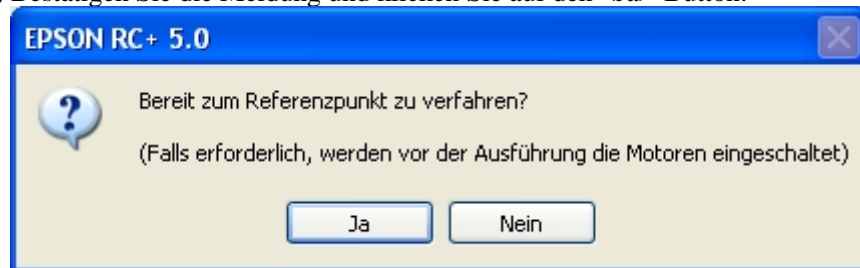 Bestätigen Sie die Meldung und klicken Sie auf den "Ja" Button.
EPSON RC+ 5.0
Bereit zum Referenzpunkt zu verfahren?
(Falls erforderlich, werden vor der Ausführung die Motoren eingeschaltet)
Ja
Nein